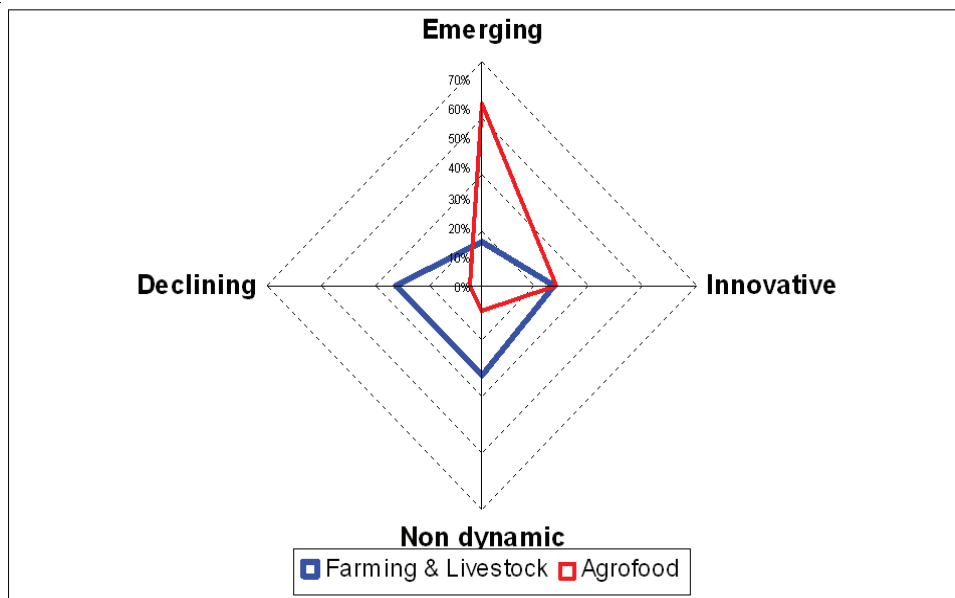 Emerging
70%
60%
50%
40%
30%
20%
10%
0%
Declining
Innovative
Non dynamic
Farming & Livestock Agrofood